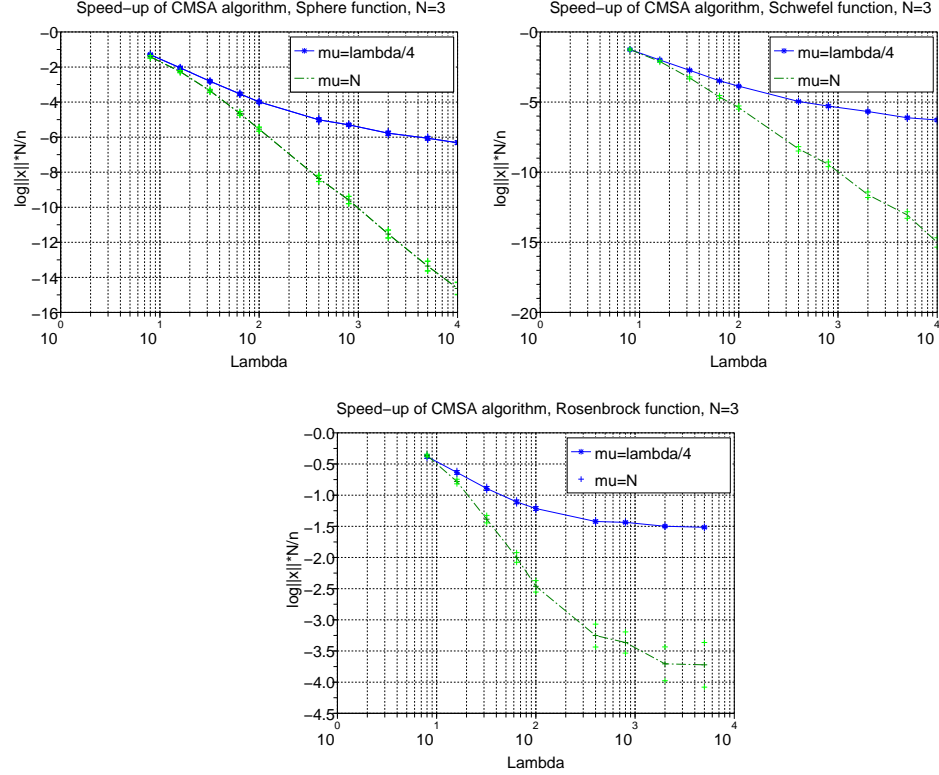 Speed−up of CMSA algorithm, Sphere function, N=3
−0
−2
−4
−6
−8
−10
−12
−14
−16
log||x||*N/n
mu=lambda/4
mu=N
10 0
10 1
10 2
10 3
10 4
Lambda
Speed−up of CMSA algorithm, Schwefel function, N=3
−0
−5
−10
−15
−20
log||x||*N/n
mu=lambda/4
mu=N
10 0
10 1
10 2
10 3
10 4
Lambda
Speed−up of CMSA algorithm, Rosenbrock function, N=3
−0.0
−0.5
−1.0
−1.5
−2.0
−2.5
−3.0
−3.5
−4.0
−4.5
log||x||*N/n
mu=lambda/4
mu=N
10 0
10 1
10 2
10 3
10 4
Lambda